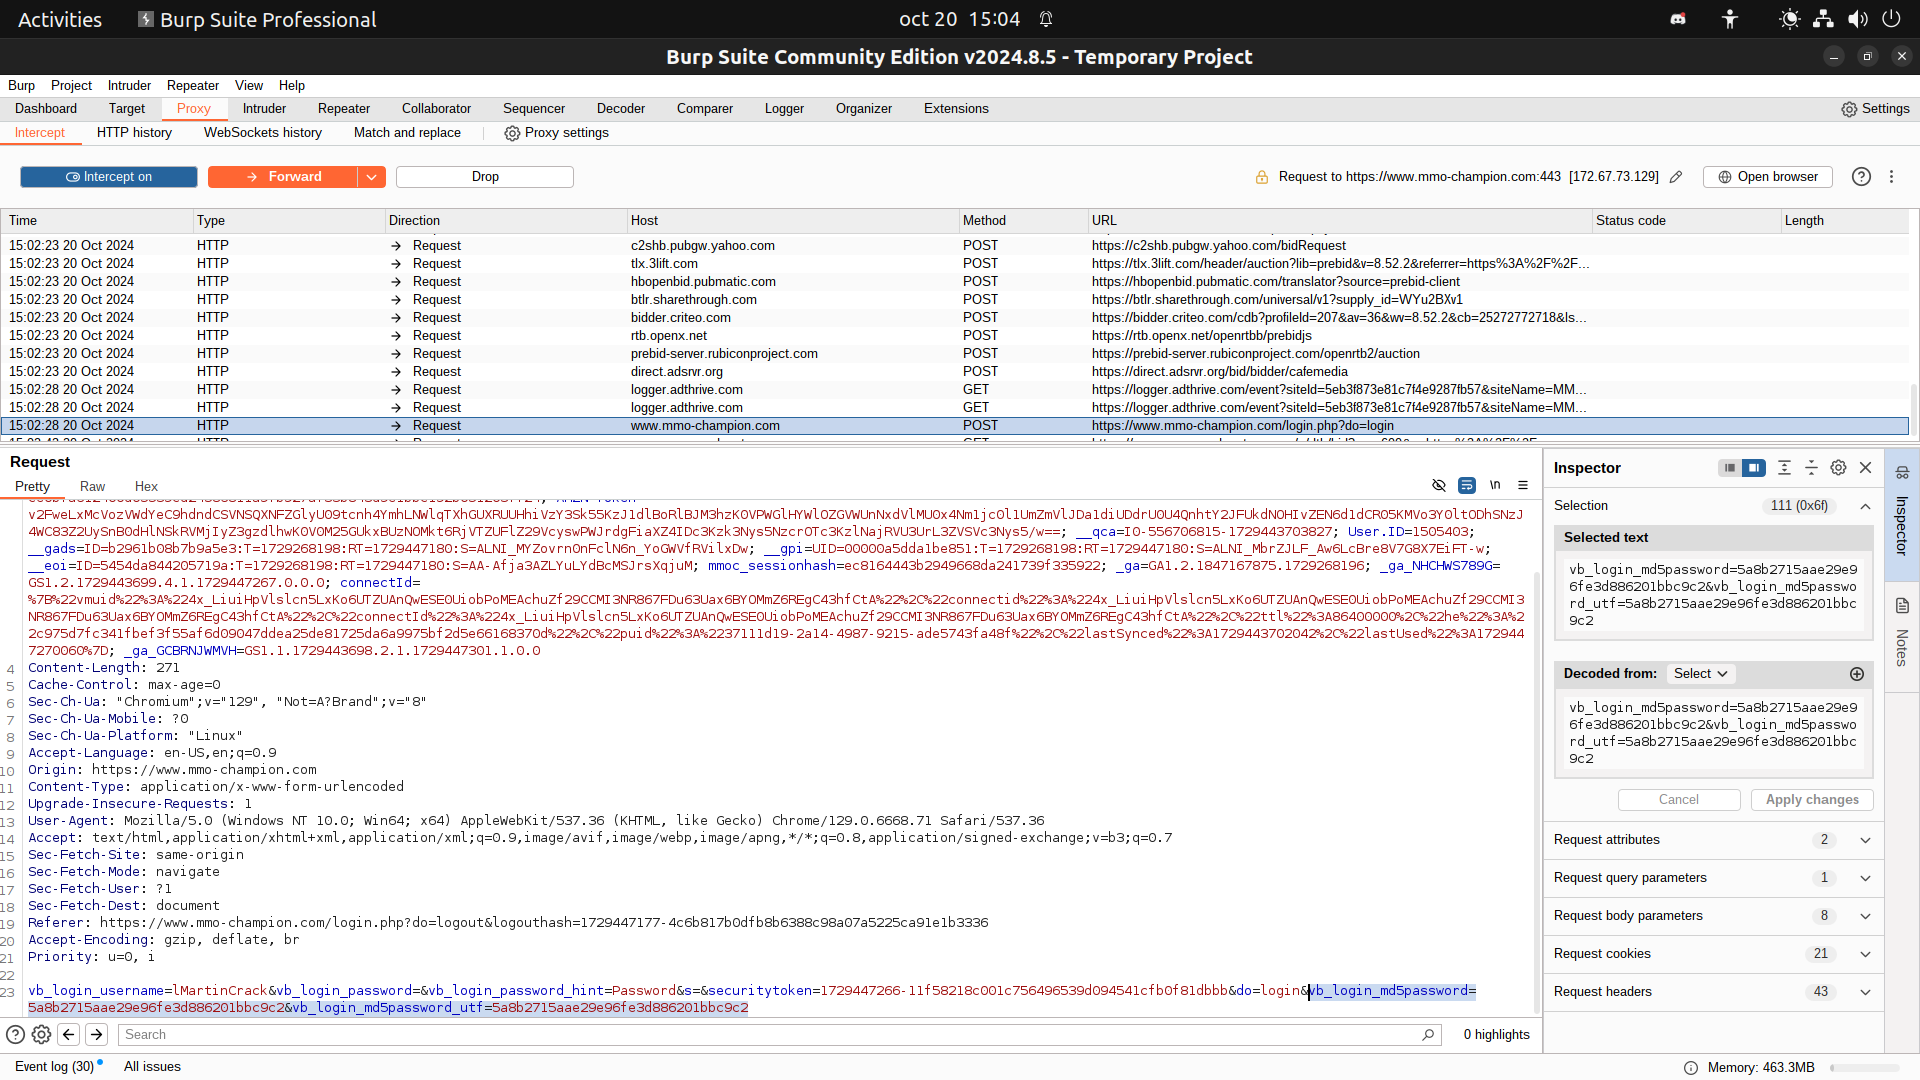 Activities Burp Suite Professional oct 20 15:04
Burp Suite Community Edition v2024.8.5 - Temporary Project
Burp Project Intruder Repeater View Help
Dashboard Target Proxy Intruder Repeater Collaborator Sequencer Decoder Comparer Logger Organizer Extensions Settings
Intercept HTTP history WebSockets history Match and replace Proxy settings
Intercept on Forward Drop Request to https://www.mmo-champion.com:443 [172.67.73.129] Open browser
Time Type Direction Host Method URL Status code Length
15:02:23 20 Oct 2024 HTTP → Request c2shb.pubgw.yahoo.com POST https://c2shb.pubgw.yahoo.com/bidRequest
15:02:23 20 Oct 2024 HTTP → Request tlx.3lift.com POST https://tlx.3lift.com/header/auction?lib=prebid&v=8.52.2&referrer=https%3A%2F%2F...
15:02:23 20 Oct 2024 HTTP → Request hbopenbid.pubmatic.com POST https://hbopenbid.pubmatic.com/translator?source=prebid-client
15:02:23 20 Oct 2024 HTTP → Request btlr.sharethrough.com POST https://btlr.sharethrough.com/universal/v1?supply_id=WYu2BXv1
15:02:23 20 Oct 2024 HTTP → Request bidder.criteo.com POST https://bidder.criteo.com/cdb?profileId=207&av=36&wv=8.52.2&cb=25272772718&ls...
15:02:23 20 Oct 2024 HTTP → Request rtb.openx.net POST https://rtb.openx.net/openrtbb/prebidjs
15:02:23 20 Oct 2024 HTTP → Request prebid-server.rubiconproject.com POST https://prebid-server.rubiconproject.com/openrtb2/auction
15:02:23 20 Oct 2024 HTTP → Request direct.adsrvr.org POST https://direct.adsrvr.org/bid/bidder/cafemedia
15:02:28 20 Oct 2024 HTTP → Request logger.adthrive.com GET https://logger.adthrive.com/event?siteId=5eb3f873e81c7f4e9287fb57&siteName=MM...
15:02:28 20 Oct 2024 HTTP → Request logger.adthrive.com GET https://logger.adthrive.com/event?siteId=5eb3f873e81c7f4e9287fb57&siteName=MM...
15:02:28 20 Oct 2024 HTTP → Request www.mmo-champion.com POST https://www.mmo-champion.com/login.php?do=login
Request
Pretty Raw Hex \n
v2FweLxMcVozVWdYeC9hdndCSVNSQXNFZGlyU09tcnh4YmhLNWlqTXhGUXRUUHhiVzY3Sk55KzJ1dlBoRlBJM3hzK0VPWGlHYWlOZGVWUnNxdVlMU0x4Nm1jc0l1UmZmVlJDa1diUDdrU0U4QnhtY2JFUkdNOHIvZEN6d1dCR05KMVo3Y0ltODhSNzJ
4WC83Z2UySnB0dHlNSkRVMjIyZ3gzdlhwK0V0M25GUkxBUzN0Mkt6RjVTZUFlZ29VcyswPWJrdgFiaXZ4IDc3Kzk3Nys5Nzcr0Tc3KzlNajRVU3UrL3ZVSVc3Nys5/w==; __qca=I0-556706815-1729443703827; User.ID=1505403;
__gads=ID=b2961b08b7b9a5e3:T=1729268198:RT=1729447180:S=ALNI_MYZovrn0nFclN6n_YoGWVfRVilxDw; __gpi=UID=00000a5dda1be851:T=1729268198:RT=1729447180:S=ALNI_MbrZJLF_Aw6LcBre8V7G8X7EiFT-w;
__eoi=ID=5454da844205719a:T=1729268198:RT=1729447180:S=AA-Afja3AZLYuLYdBcMSJrsXqjuM; mmoc_sessionhash=ec8164443b2949668da241739f335922; _ga=GA1.2.1847167875.1729268196; _ga_NHCHWS789G=
GS1.2.1729443699.4.1.1729447267.0.0.0; connectId=
%7B%22vmuid%22%3A%224x_LiuiHpVlslcn5LxKo6UTZUAnQwESE0UiobPoMEAchuZf29CCMI3NR867FDu63Uax6BYOMmZ6REgC43hfCtA%22%2C%22connectid%22%3A%224x_LiuiHpVlslcn5LxKo6UTZUAnQwESE0UiobPoMEAchuZf29CCMI3
NR867FDu63Uax6BYOMmZ6REgC43hfCtA%22%2C%22connectId%22%3A%224x_LiuiHpVlslcn5LxKo6UTZUAnQwESE0UiobPoMEAchuZf29CCMI3NR867FDu63Uax6BYOMmZ6REgC43hfCtA%22%2C%22ttl%22%3A86400000%2C%22he%22%3A%2
2c975d7fc341fbef3f55af6d09047ddea25de81725da6a9975bf2d5e66168370d%22%2C%22puid%22%3A%2237111d19-2a14-4987-9215-ade5743fa48f%22%2C%22lastSynced%22%3A1729443702042%2C%22lastUsed%22%3A172944
7270060%7D; _ga_GCBRNJWMVH=GS1.1.1729443698.2.1.1729447301.1.0.0
4 Content-Length: 271
5 Cache-Control: max-age=0
6 Sec-Ch-Ua: "Chromium";v="129", "Not=A?Brand";v="8"
7 Sec-Ch-Ua-Mobile: ?0
8 Sec-Ch-Ua-Platform: "Linux"
9 Accept-Language: en-US,en;q=0.9
10 Origin: https://www.mmo-champion.com
11 Content-Type: application/x-www-form-urlencoded
12 Upgrade-Insecure-Requests: 1
13 User-Agent: Mozilla/5.0 (Windows NT 10.0; Win64; x64) AppleWebKit/537.36 (KHTML, like Gecko) Chrome/129.0.6668.71 Safari/537.36
14 Accept: text/html,application/xhtml+xml,application/xml;q=0.9,image/avif,image/webp,image/apng,*/*;q=0.8,application/signed-exchange;v=b3;q=0.7
15 Sec-Fetch-Site: same-origin
16 Sec-Fetch-Mode: navigate
17 Sec-Fetch-User: ?1
18 Sec-Fetch-Dest: document
19 Referer: https://www.mmo-champion.com/login.php?do=logout&logouthash=1729447177-4c6b817b0dfb8b6388c98a07a5225ca91e1b3336
20 Accept-Encoding: gzip, deflate, br
21 Priority: u=0, i
22
23 vb_login_username=lMartinCrack&vb_login_password=&vb_login_password_hint=Password&s=&securitytoken=1729447266-11f58218c001c756496539d094541cfb0f81dbbb&do=login&vb_login_md5password=
5a8b2715aae29e96fe3d886201bbc9c2&vb_login_md5password_utf=5a8b2715aae29e96fe3d886201bbc9c2
Search 0 highlights
Inspector
Selection 111 (0x6f)
Selected text
vb_login_md5password=5a8b2715aae29e9
6fe3d886201bbc9c2&vb_login_md5passwo
rd_utf=5a8b2715aae29e96fe3d886201bbc
9c2
Decoded from: Select
vb_login_md5password=5a8b2715aae29e9
6fe3d886201bbc9c2&vb_login_md5passwo
rd_utf=5a8b2715aae29e96fe3d886201bbc
9c2
Cancel Apply changes
Request attributes 2
Request query parameters 1
Request body parameters 8
Request cookies 21
Request headers 43
Inspector
Notes
Event log (30) All issues Memory: 463.3MB